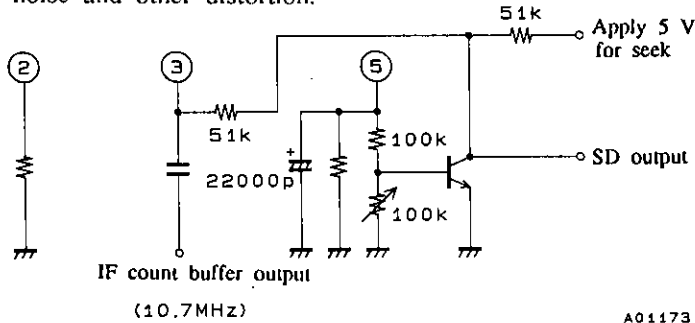 noise and other distortion.
51k
Apply 5 V
for seek
2
3
5
51k
100k
SD output
22000p
100k
IF count buffer output
(10.7MHz)
A01173